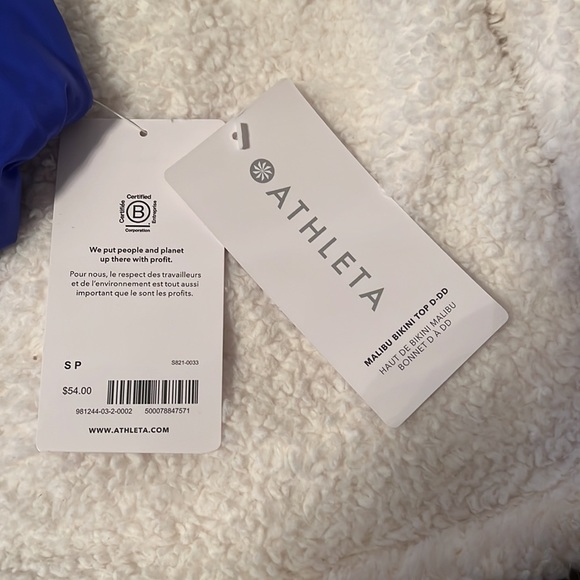 Certified
Certifiée
B
Entreprise
Corporation
We put people and planet
up there with profit.
Pour nous, le respect des travailleurs
et de l'environnement est tout aussi
important que le sont les profits.
S P
S821-0033
$54.00
981244-03-2-0002 500078847571
WWW.ATHLETA.COM
ATHLETA
MALIBU BIKINI TOP D-DD
HAUT DE BIKINI MALIBU
BONNET D À DD